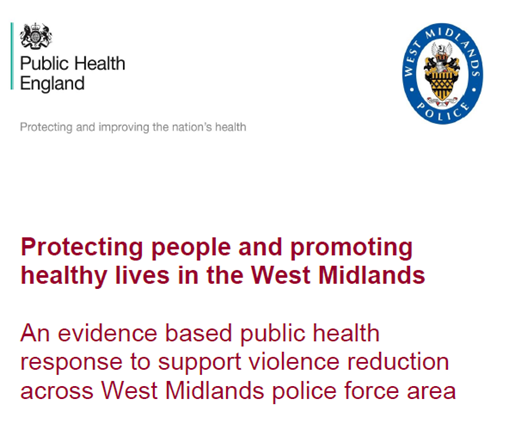 Public Health
England
WEST MIDLANDS
POLICE
Protecting and improving the nation's health
Protecting people and promoting
healthy lives in the West Midlands
An evidence based public health
response to support violence reduction
across West Midlands police force area